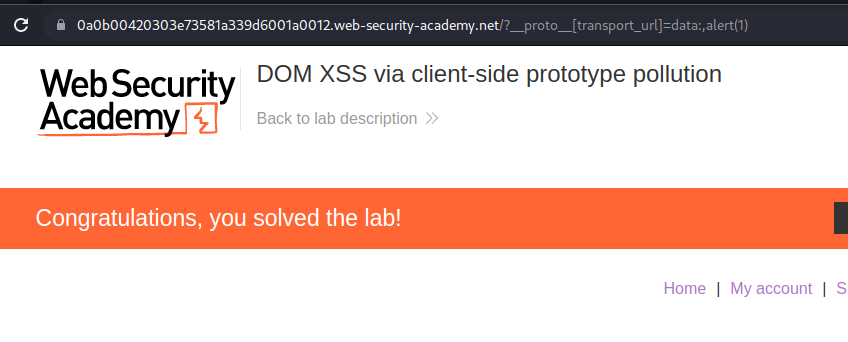 0a0b00420303e73581a339d6001a0012.web-security-academy.net/?__proto__[transport_url]=data:,alert(1)
Web Security
Academy
DOM XSS via client-side prototype pollution
Back to lab description
Congratulations, you solved the lab!
Home | My account | S